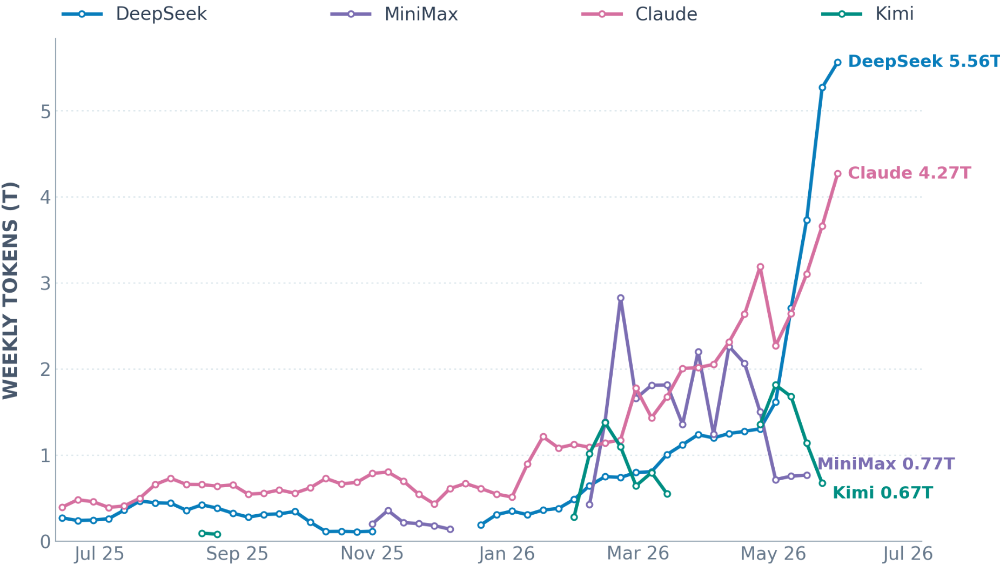 DeepSeek
MiniMax
Claude
Kimi
WEEKLY TOKENS (T)
5
4
3
2
1
0
DeepSeek 5.56T
Claude 4.27T
MiniMax 0.77T
Kimi 0.67T
Jul 25
Sep 25
Nov 25
Jan 26
Mar 26
May 26
Jul 26